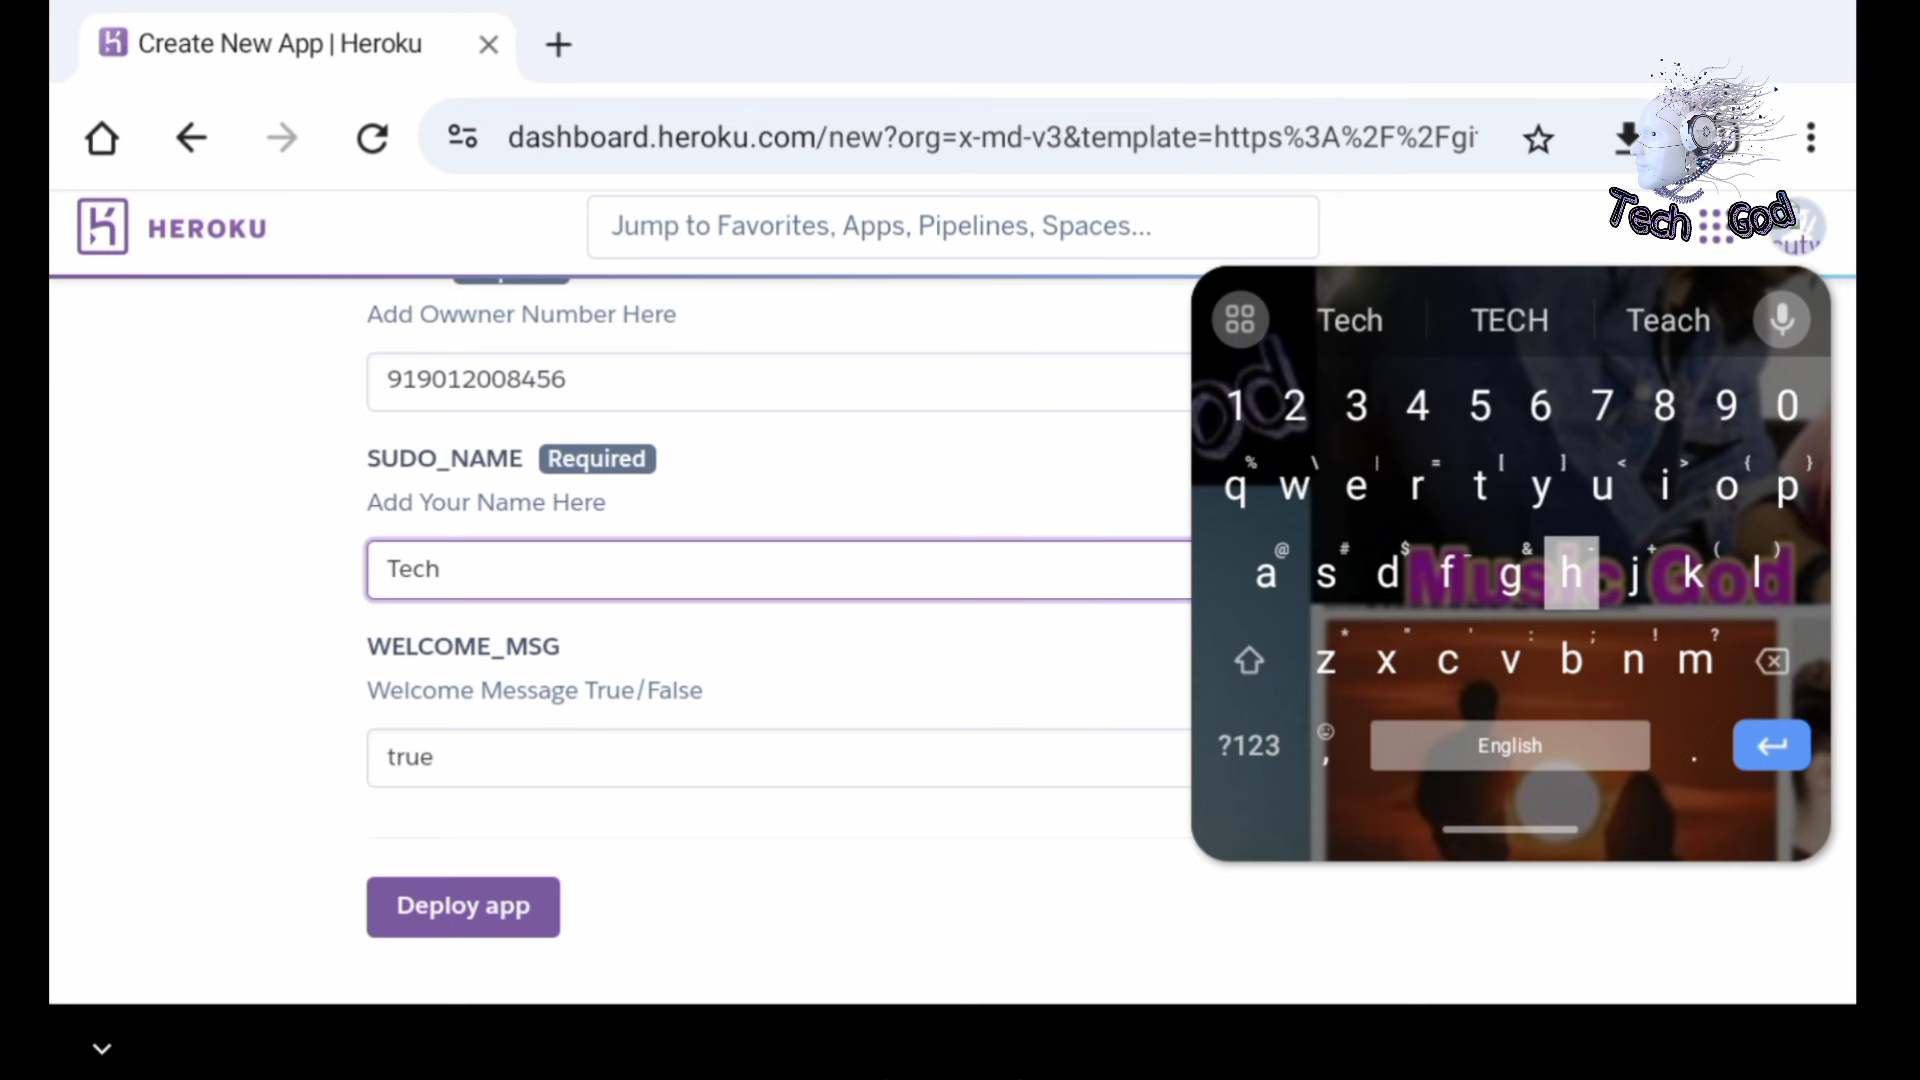 Create New App | Heroku
dashboard.heroku.com/new?org=x-md-v3&template=https%3A%2F%2Fgi
Tech God
HEROKU
Jump to Favorites, Apps, Pipelines, Spaces...
Add Owwner Number Here
919012008456
SUDO_NAME Required
Add Your Name Here
Tech
WELCOME_MSG
Welcome Message True/False
true
Deploy app
Tech TECH Teach
1 2 3 4 5 6 7 8 9 0
% \ | = [ ] < > { }
q w e r t y u i o p
@ # $ _ & - + ( )
a s d f g h j k l
Music God
* " ' : ; ! ?
z x c v b n m
?123 , English .